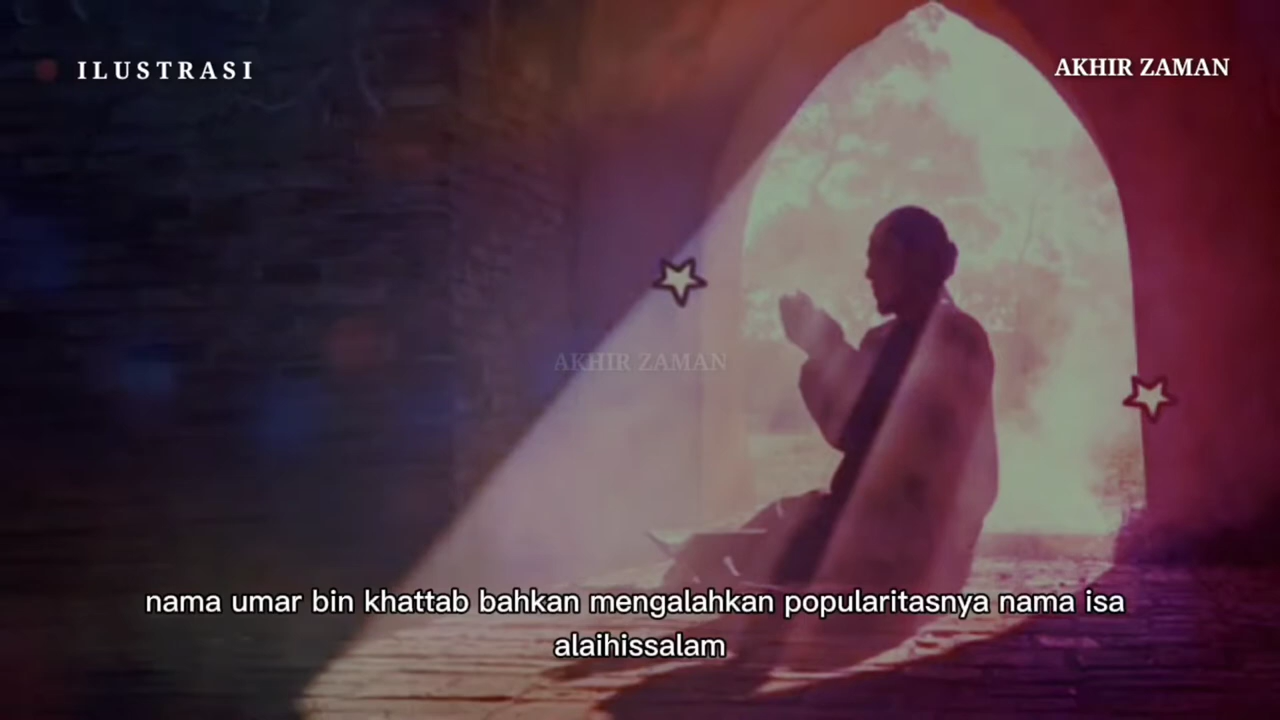 ILUSTRASI
AKHIR ZAMAN
AKHIR ZAMAN
nama umar bin khattab bahkan mengalahkan popularitasnya nama isa
alaihissalam